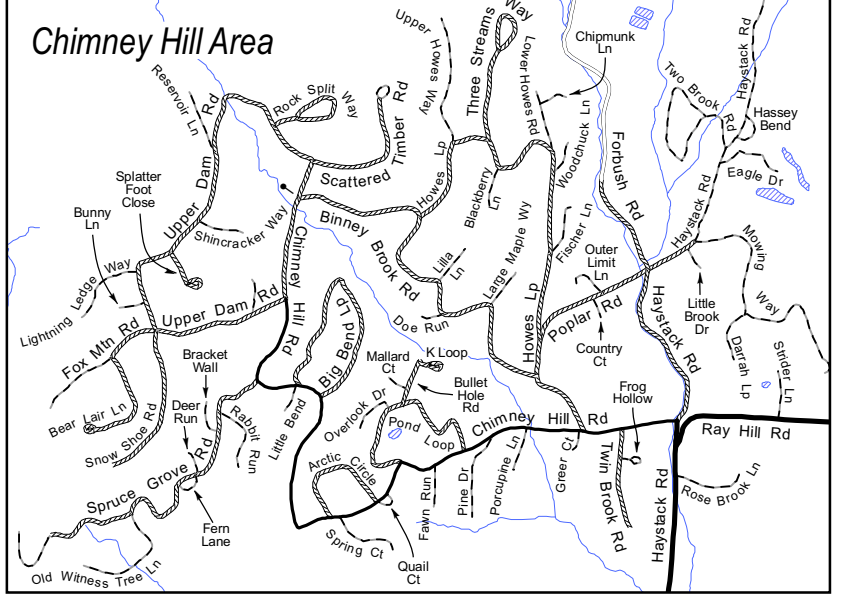 Chimney Hill Area
Upper Howes Way
Three Streams Way
Lower Howes Rd
Chipmunk
Ln
Haystack Rd
Two Brook Rd
Hassey
Bend
Reservoir Ln
Rock Split Way
Timber Rd
Scattered
Woodchuck Ln
Forbush Rd
Eagle Dr
Splatter
Foot
Close
Upper Dam Rd
Howes Lp
Blackberry
Ln
Bunny
Ln
Shincracker Way
Binney Brook Rd
Large Maple Wy
Fischer Ln
Haystack Rd
Outer
Limit
Ln
Mowing Way
Lilla
Ln
Chimney Hill Rd
Lightning Ledge Way
Upper Dam Rd
Big Bend Lp
Doe Run
Howes Lp
Poplar Rd
Haystack Rd
Little
Brook
Dr
Fox Mtn Rd
Bracket
Wall
Mallard
Ct
K Loop
Country
Ct
Darrah Lp
Strider Ln
Bullet
Hole
Rd
Frog
Hollow
Bear Lair Ln
Deer
Run
Rabbit Run
Little Bend
Overlook Dr
Pond Loop
Chimney Hill Rd
Ray Hill Rd
Snow Shoe Rd
Arctic Circle
Greer Ct
Twin Brook Rd
Spruce Grove Rd
Fawn Run
Pine Dr
Porcupine Ln
Haystack Rd
Rose Brook Ln
Fern
Lane
Spring Ct
Quail
Ct
Old Witness Tree Ln